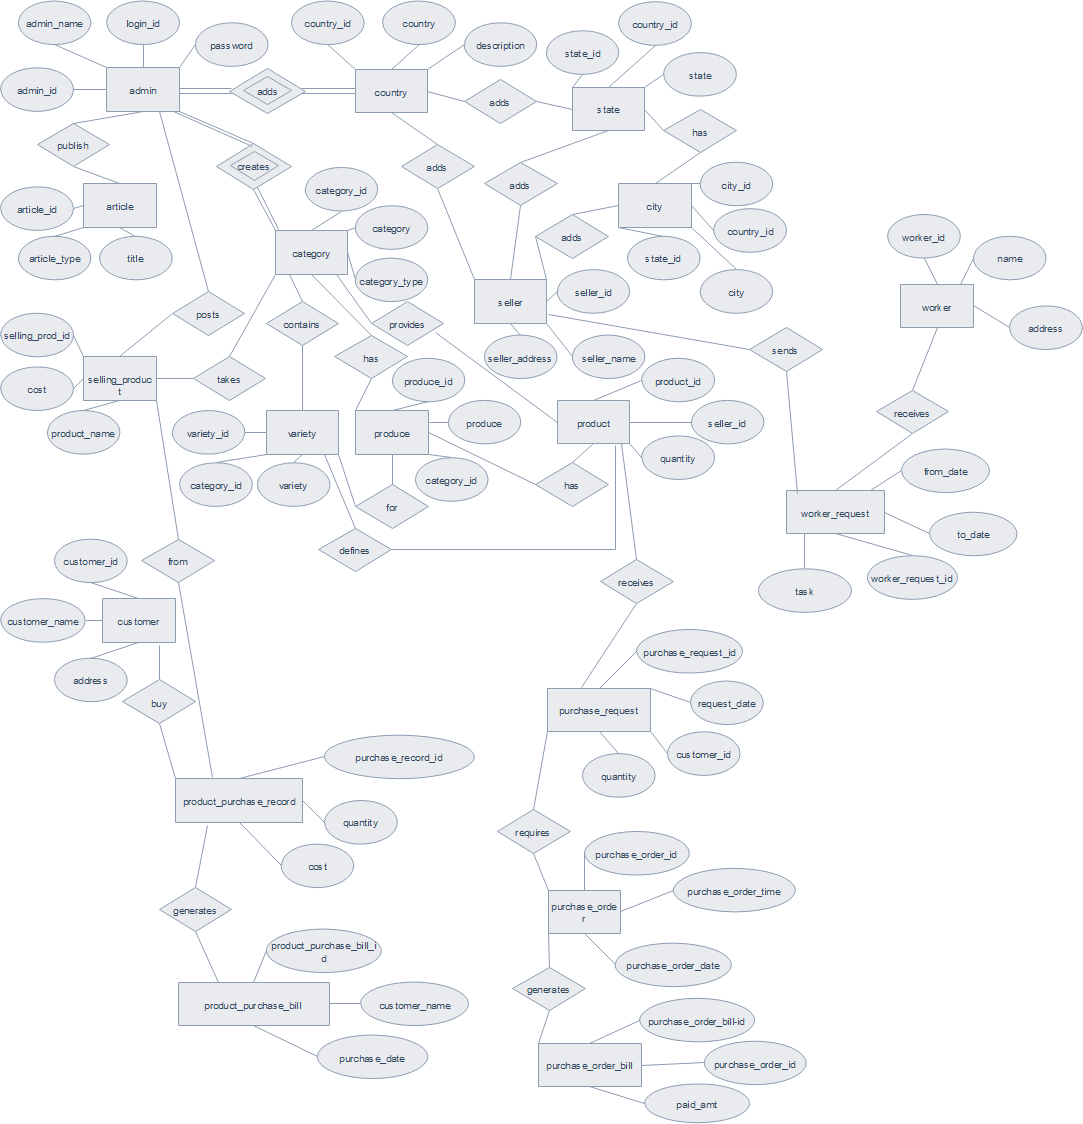 admin_name
login_id
password
country_id
country
description
country_id
state_id
state
admin_id
admin
adds
country
adds
state
has
publish
creates
adds
adds
city_id
city
country_id
adds
state_id
city
article_id
article
article_type
title
category_id
category
category
category_type
worker_id
name
worker
address
seller
seller_id
seller_address
seller_name
posts
contains
provides
has
sends
selling_prod_id
selling_produc
t
cost
product_name
takes
produce_id
product_id
receives
variety_id
variety
produce
produce
product
seller_id
quantity
category_id
variety
category_id
for
has
from_date
worker_request
to_date
worker_request_id
task
defines
customer_id
from
receives
customer_name
customer
address
buy
purchase_request_id
purchase_request
request_date
customer_id
quantity
purchase_record_id
product_purchase_record
quantity
cost
requires
purchase_order_id
purchase_order_time
purchase_orde
r
purchase_order_date
generates
product_purchase_bill_i
d
product_purchase_bill
customer_name
purchase_date
generates
purchase_order_bill-id
purchase_order_bill
purchase_order_id
paid_amt